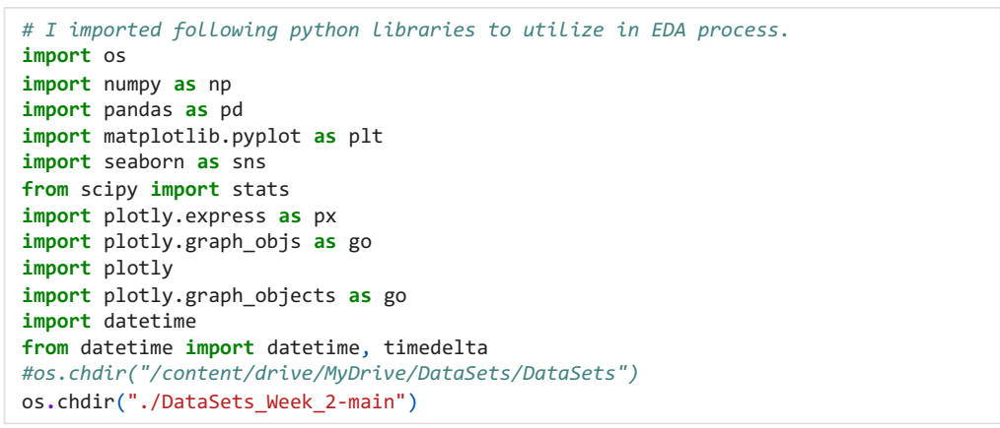 # I imported following python libraries to utilize in EDA process.
import os
import numpy as np
import pandas as pd
import matplotlib.pyplot as plt
import seaborn as sns
from scipy import stats
import plotly.express as px
import plotly.graph_objs as go
import plotly
import plotly.graph_objects as go
import datetime
from datetime import datetime, timedelta
#os.chdir("/content/drive/MyDrive/DataSets/DataSets")
os.chdir("./DataSets_Week_2-main")